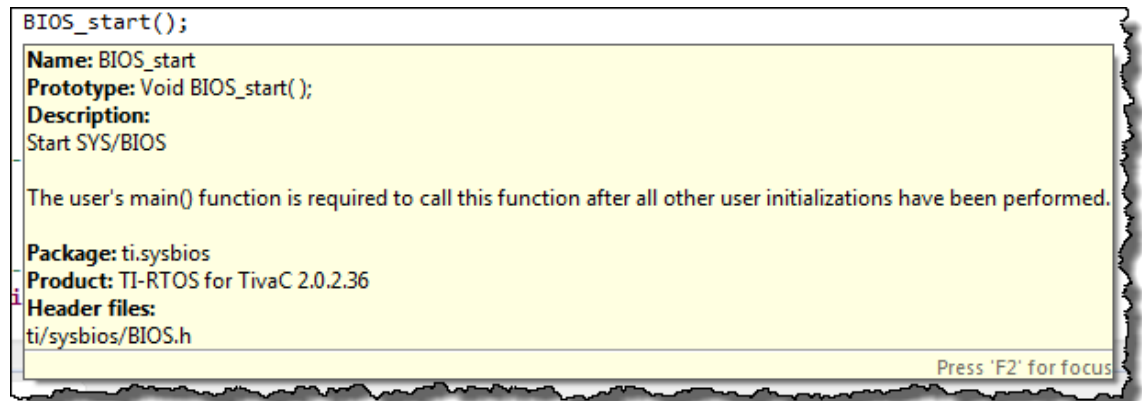 BIOS_start();
Name: BIOS_start
Prototype: Void BIOS_start( );
Description:
Start SYS/BIOS
The user's main() function is required to call this function after all other user initializations have been performed.
Package: ti.sysbios
Product: TI-RTOS for TivaC 2.0.2.36
i
Header files:
ti/sysbios/BIOS.h
Press 'F2' for focus